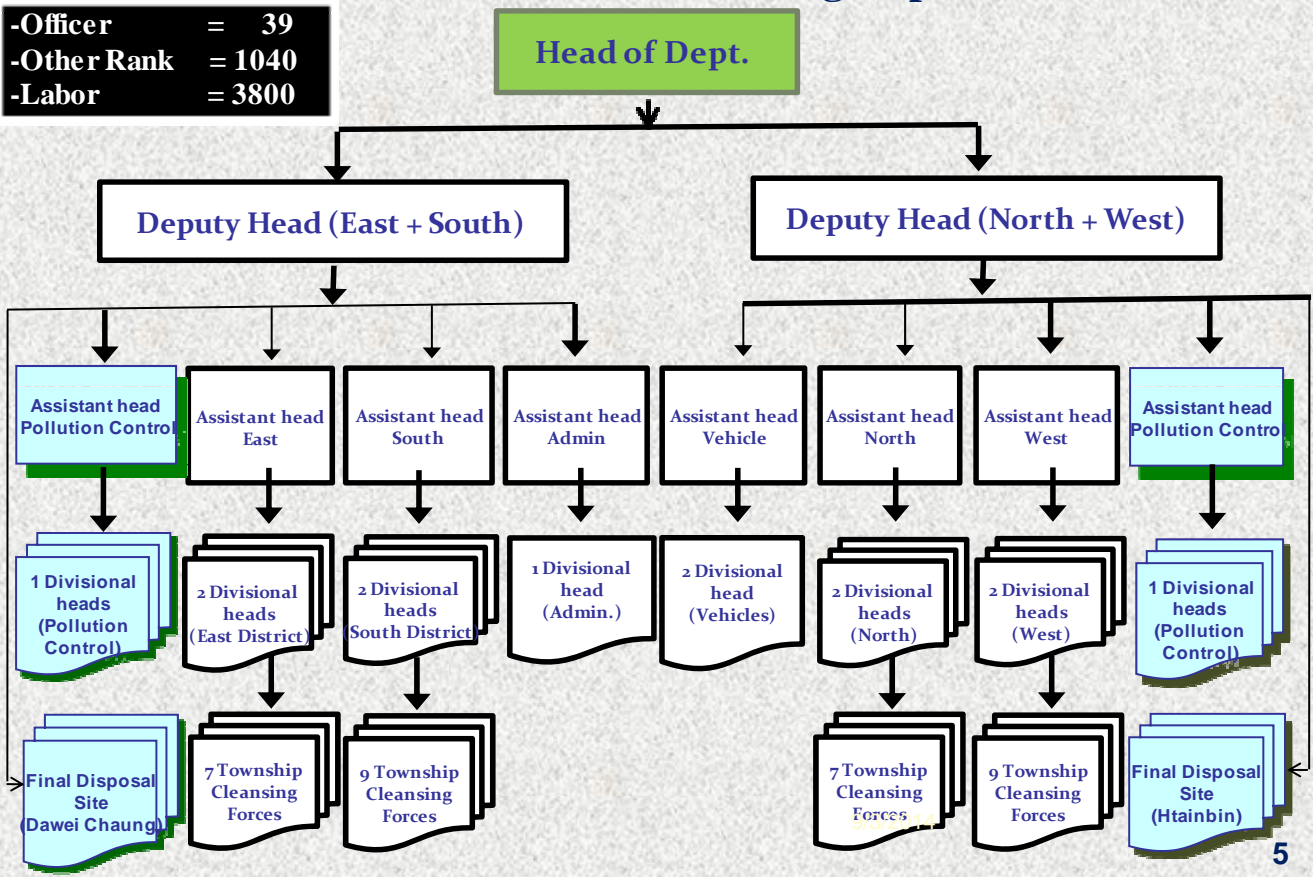 -Officer = 39
-Other Rank = 1040
-Labor = 3800
Head of Dept.
Deputy Head (East + South)
Deputy Head (North + West)
Assistant head
Pollution Control
Assistant head
East
Assistant head
South
Assistant head
Admin
Assistant head
Vehicle
Assistant head
North
Assistant head
West
Assistant head
Pollution Control
1 Divisional
heads
(Pollution
Control)
2 Divisional
heads
(East District)
2 Divisional
heads
(South District)
1 Divisional
head
(Admin.)
2 Divisional
head
(Vehicles)
2 Divisional
heads
(North)
2 Divisional
heads
(West)
1 Divisional
heads
(Pollution
Control)
Final Disposal
Site
(Dawei Chaung)
7 Township
Cleansing
Forces
9 Township
Cleansing
Forces
7 Township
Cleansing
Forces
9 Township
Cleansing
Forces
Final Disposal
Site
(Htainbin)
5